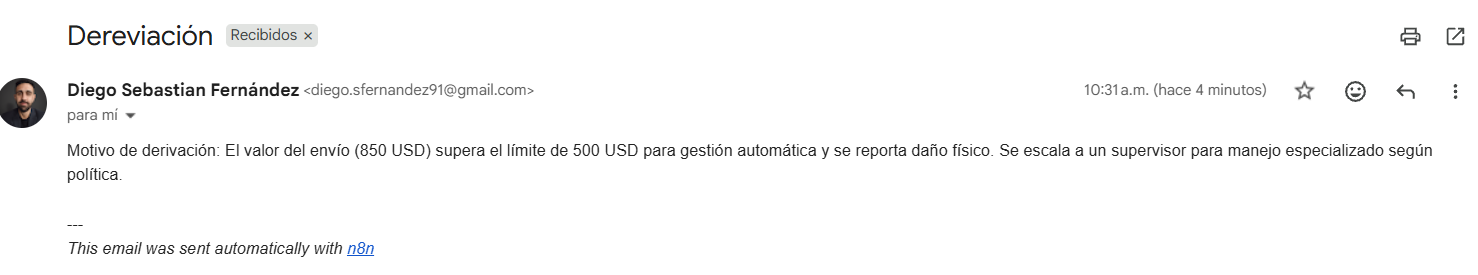 Dereviación Recibidos ×
Diego Sebastian Fernández <diego.sfernandez91@gmail.com> 10:31 a.m. (hace 4 minutos)
para mí
Motivo de derivación: El valor del envío (850 USD) supera el límite de 500 USD para gestión automática y se reporta daño físico. Se escala a un supervisor para manejo especializado según
política.
---
This email was sent automatically with n8n